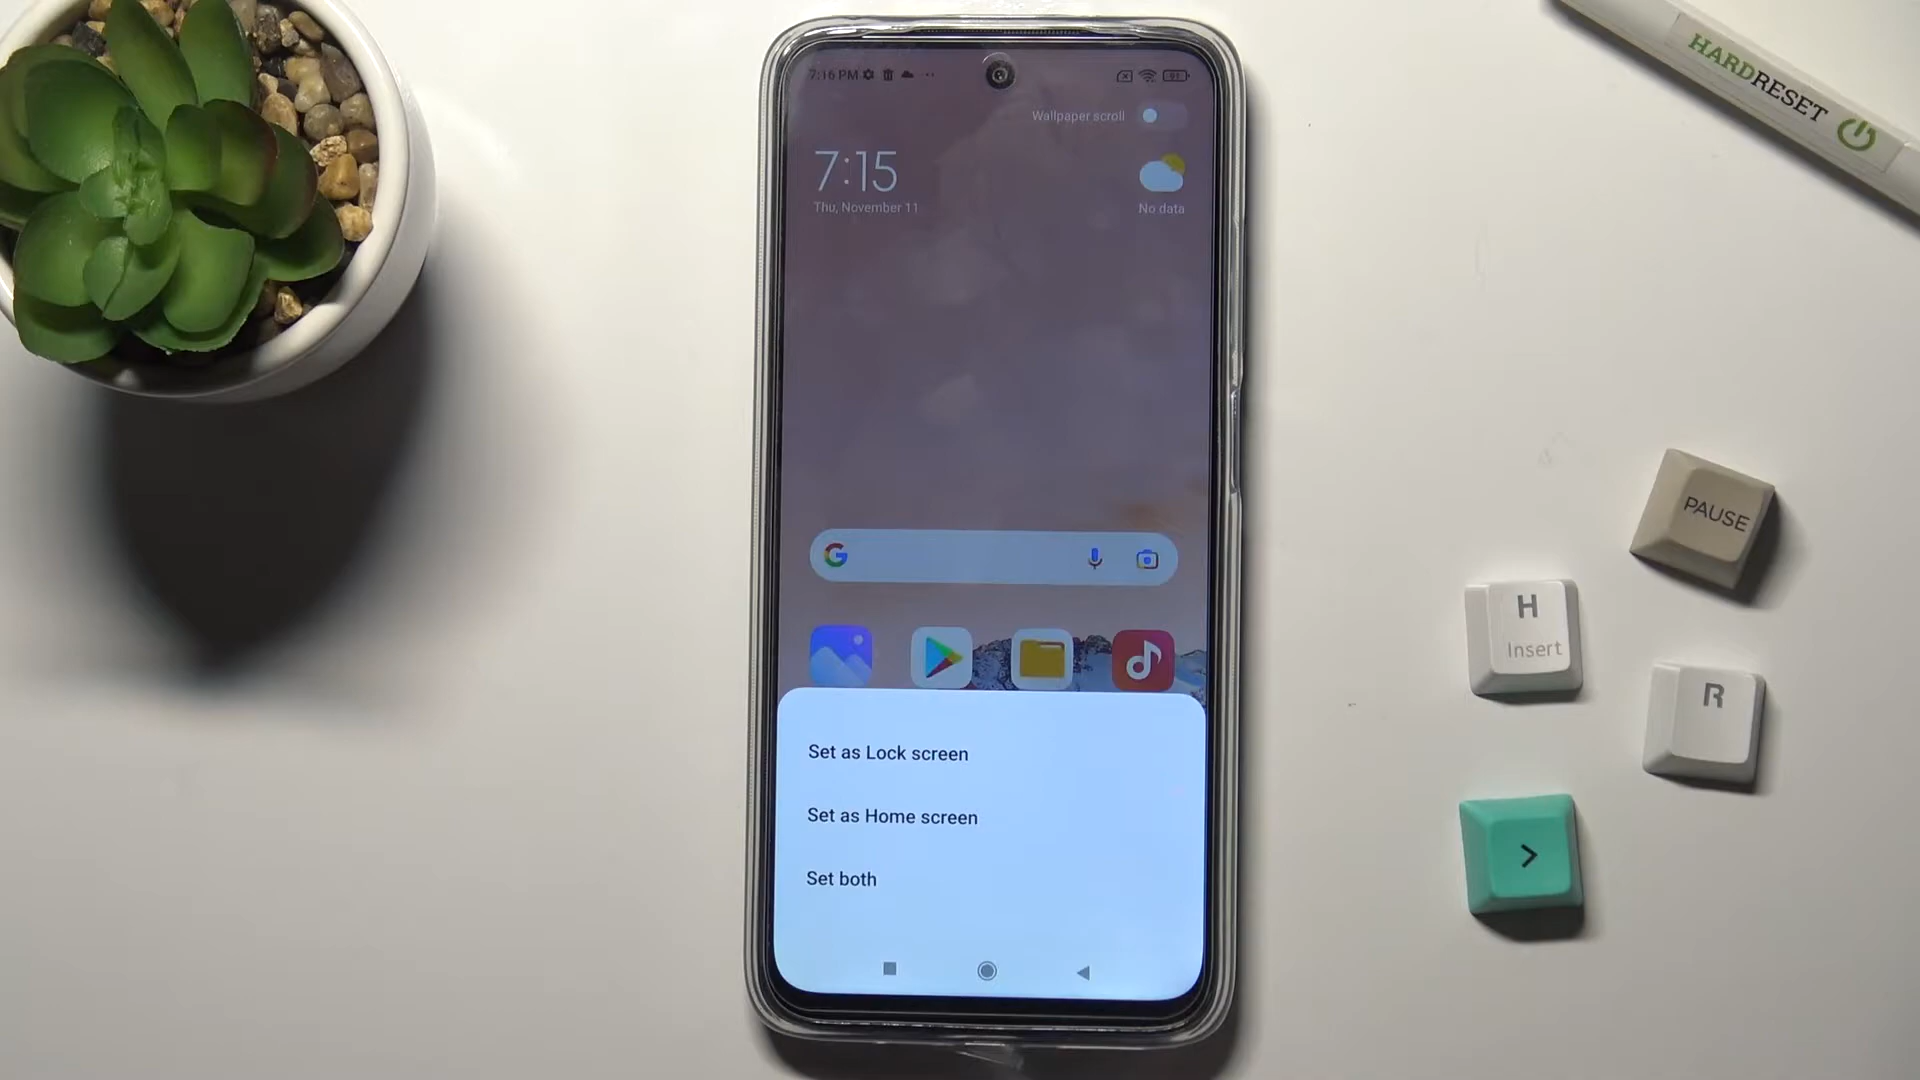 HARDRESET
7:16 PM
91
Wallpaper scroll
7:15
Thu, November 11
No data
G
PAUSE
H
Insert
R
Set as Lock screen
Set as Home screen
Set both
>